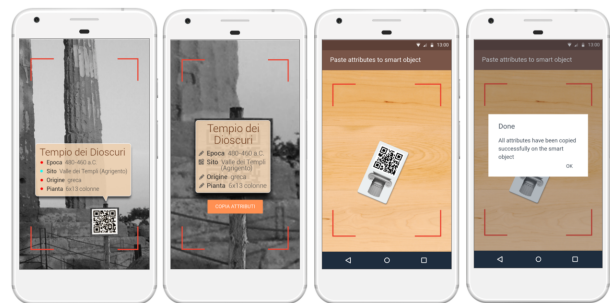 Tempio dei Dioscuri
Epoca 480-460 a.C.
Sito Valle dei Templi (Agrigento)
Origine greca
Pianta 6x13 colonne
Tempio dei
Dioscuri
Epoca 480-460 a.C.
Sito Valle dei Templi
(Agrigento)
Origine greca
Pianta 6x13 colonne
COPIA ATTRIBUTI
13:00
Paste attributes to smart object
13:00
Paste attributes to smart object
Done
All attributes have been copied
successfully on the smart
object
OK